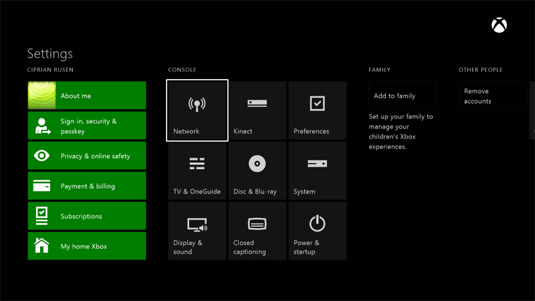 Settings
CIPRIAN RUSEN
About me
Sign-in, security &
passkey
Privacy & online safety
Payment & billing
Subscriptions
My home Xbox
CONSOLE
Network
Kinect
Preferences
TV & OneGuide
Disc & Blu-ray
System
Display &
sound
Closed
captioning
Power &
startup
FAMILY
Add to family
Set up your family to
manage your
children's Xbox
experiences.
OTHER PEOPLE
Remove
accounts